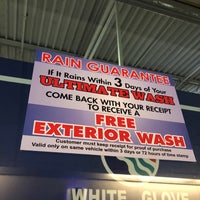 RAIN GUARANTEE
If It Rains Within 3 Days of Your
ULTIMATE WASH
COME BACK WITH YOUR RECEIPT
TO RECEIVE A
FREE
EXTERIOR WASH
Customer must keep receipt for proof of purchase
Valid only on same vehicle within 3 days or 72 hours of time stamp
WHITE GLOVE